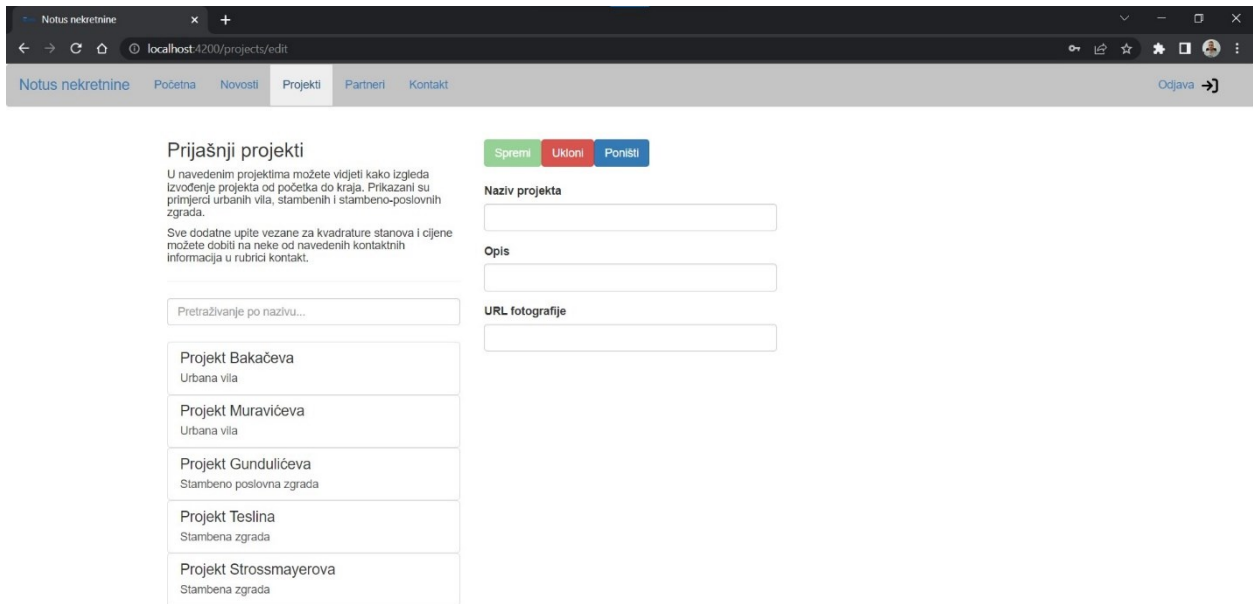 Notus nekretnine
localhost:4200/projects/edit
Notus nekretnine Početna Novosti Projekti Partneri Kontakt Odjava
Prijašnji projekti
U navedenim projektima možete vidjeti kako izgleda
izvođenje projekta od početka do kraja. Prikazani su
primjerci urbanih vila, stambenih i stambeno-poslovnih
zgrada.
Sve dodatne upite vezane za kvadrature stanova i cijene
možete dobiti na neke od navedenih kontaktnih
informacija u rubrici kontakt.
Pretraživanje po nazivu...
Projekt Bakačeva
Urbana vila
Projekt Muravićeva
Urbana vila
Projekt Gundulićeva
Stambeno poslovna zgrada
Projekt Teslina
Stambena zgrada
Projekt Strossmayerova
Stambena zgrada
Spremi Ukloni Poništi
Naziv projekta
Opis
URL fotografije